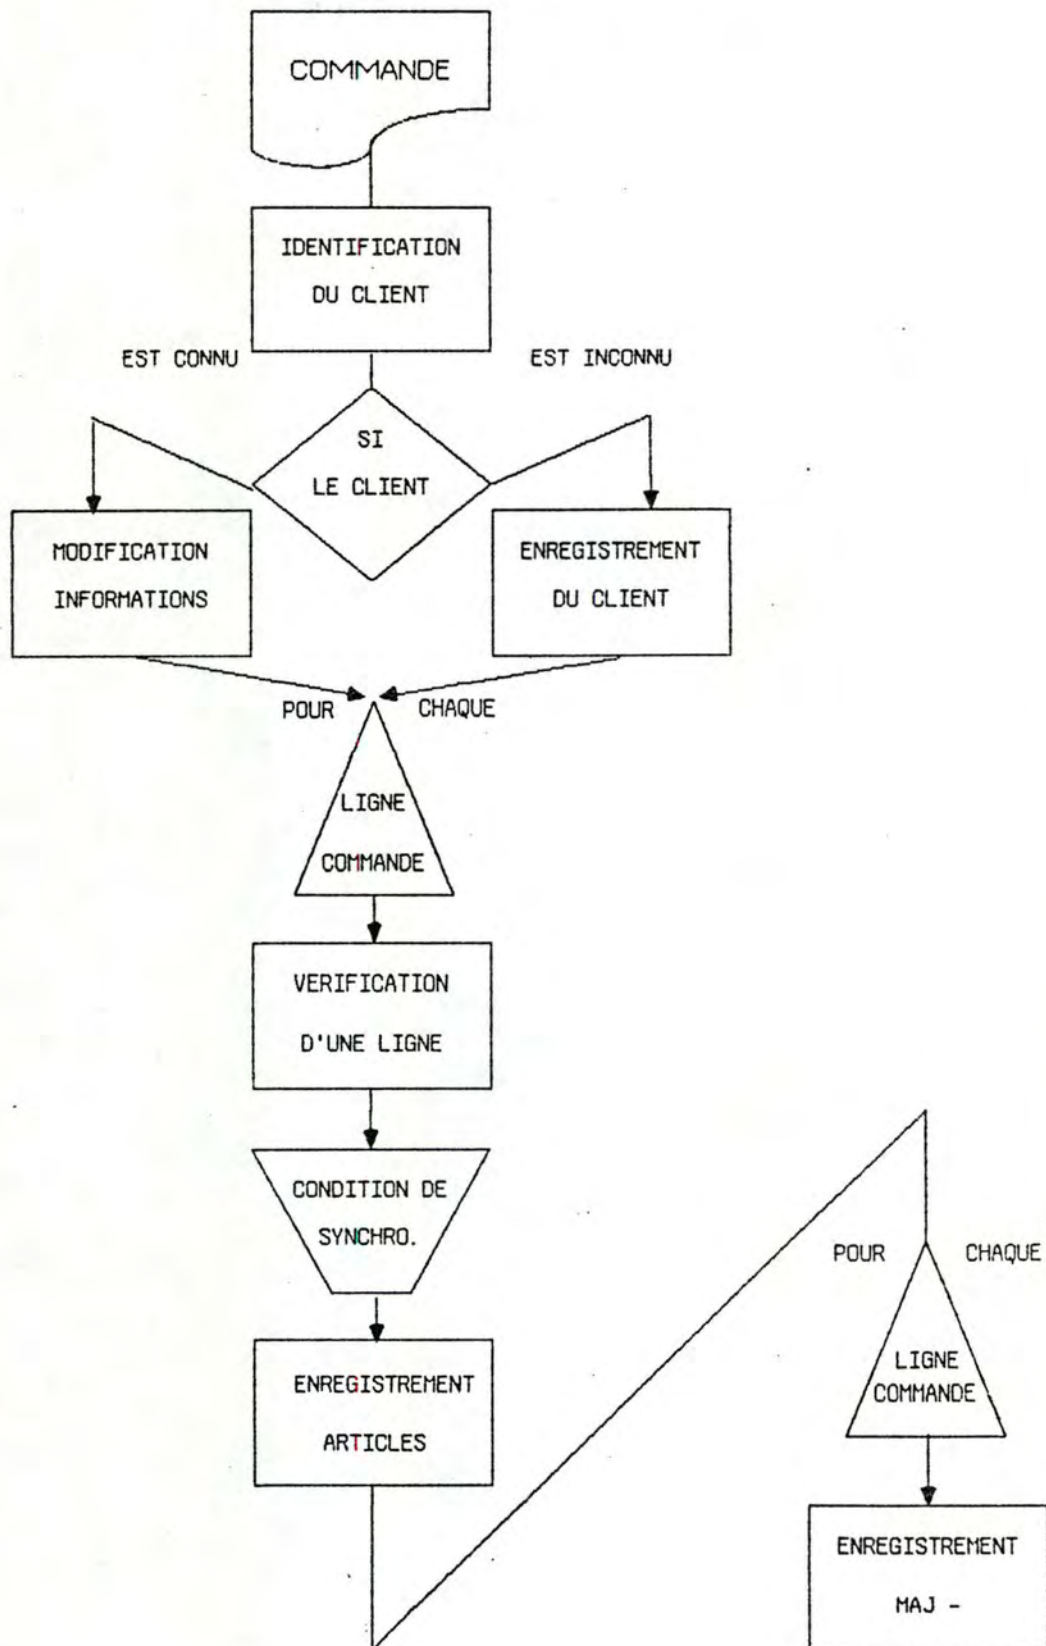 COMMANDE
IDENTIFICATION
DU CLIENT
EST CONNU
EST INCONNU
SI
LE CLIENT
MODIFICATION
INFORMATIONS
ENREGISTREMENT
DU CLIENT
POUR CHAQUE
LIGNE
COMMANDE
VERIFICATION
D'UNE LIGNE
CONDITION DE
SYNCHRO.
ENREGISTREMENT
ARTICLES
POUR CHAQUE
LIGNE
COMMANDE
ENREGISTREMENT
MAJ -